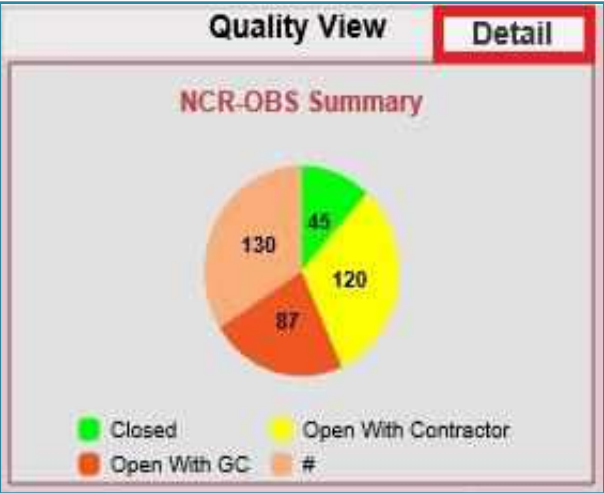 Quality View Detail
NCR-OBS Summary
45
130
120
87
Closed Open With Contractor
Open With GC #